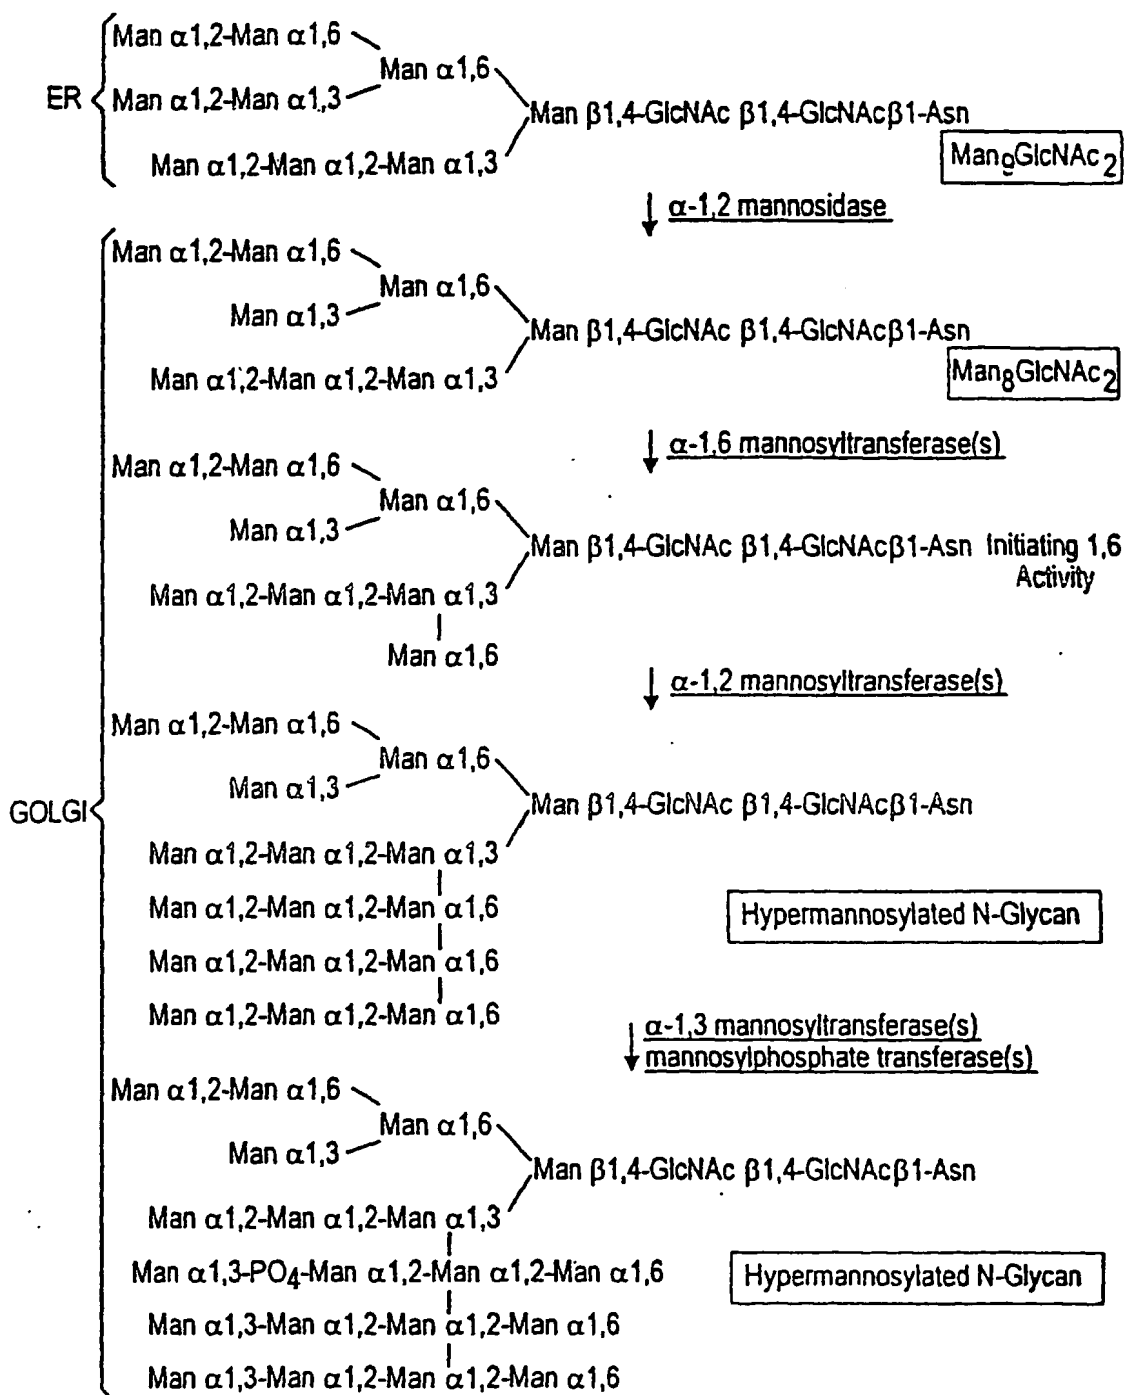 Man α1,2-Man α1,6
Man α1,6
ER
Man α1,2-Man α1,3
Man β1,4-GlcNAc β1,4-GlcNAcβ1-Asn
Man α1,2-Man α1,2-Man α1,3
Man9GlcNAc2
α-1,2 mannosidase
Man α1,2-Man α1,6
Man α1,6
Man α1,3
Man β1,4-GlcNAc β1,4-GlcNAcβ1-Asn
Man α1,2-Man α1,2-Man α1,3
Man8GlcNAc2
α-1,6 mannosyltransferase(s)
Man α1,2-Man α1,6
Man α1,6
Man α1,3
Man β1,4-GlcNAc β1,4-GlcNAcβ1-Asn Initiating 1,6
Activity
Man α1,2-Man α1,2-Man α1,3
Man α1,6
α-1,2 mannosyltransferase(s)
Man α1,2-Man α1,6
Man α1,6
Man α1,3
GOLGI
Man β1,4-GlcNAc β1,4-GlcNAcβ1-Asn
Man α1,2-Man α1,2-Man α1,3
Man α1,2-Man α1,2-Man α1,6
Hypermannosylated N-Glycan
Man α1,2-Man α1,2-Man α1,6
Man α1,2-Man α1,2-Man α1,6
α-1,3 mannosyltransferase(s)
mannosylphosphate transferase(s)
Man α1,2-Man α1,6
Man α1,6
Man α1,3
Man β1,4-GlcNAc β1,4-GlcNAcβ1-Asn
Man α1,2-Man α1,2-Man α1,3
Man α1,3-PO4-Man α1,2-Man α1,2-Man α1,6
Hypermannosylated N-Glycan
Man α1,3-Man α1,2-Man α1,2-Man α1,6
Man α1,3-Man α1,2-Man α1,2-Man α1,6